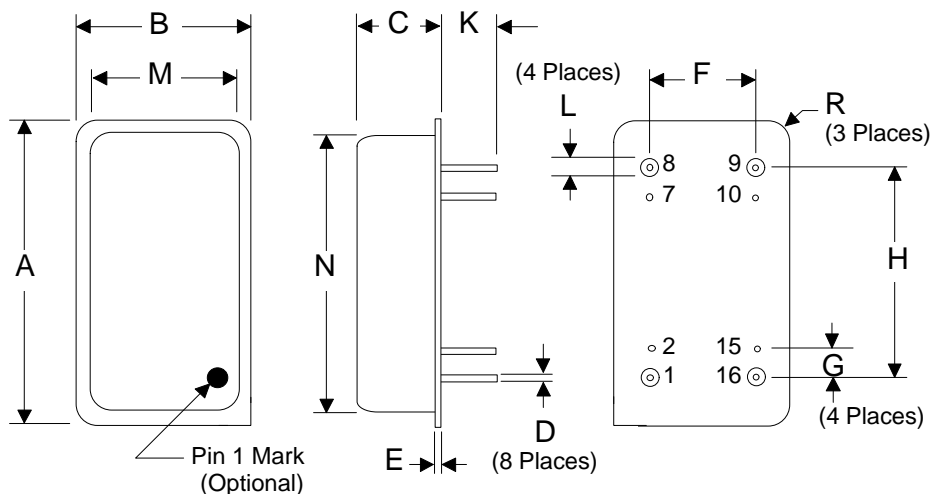 B
M
A
Pin 1 Mark
(Optional)
C
K
N
E
D
(8 Places)
(4 Places)
L
F
R
(3 Places)
8
9
7
10
H
2
15
G
1
16
(4 Places)